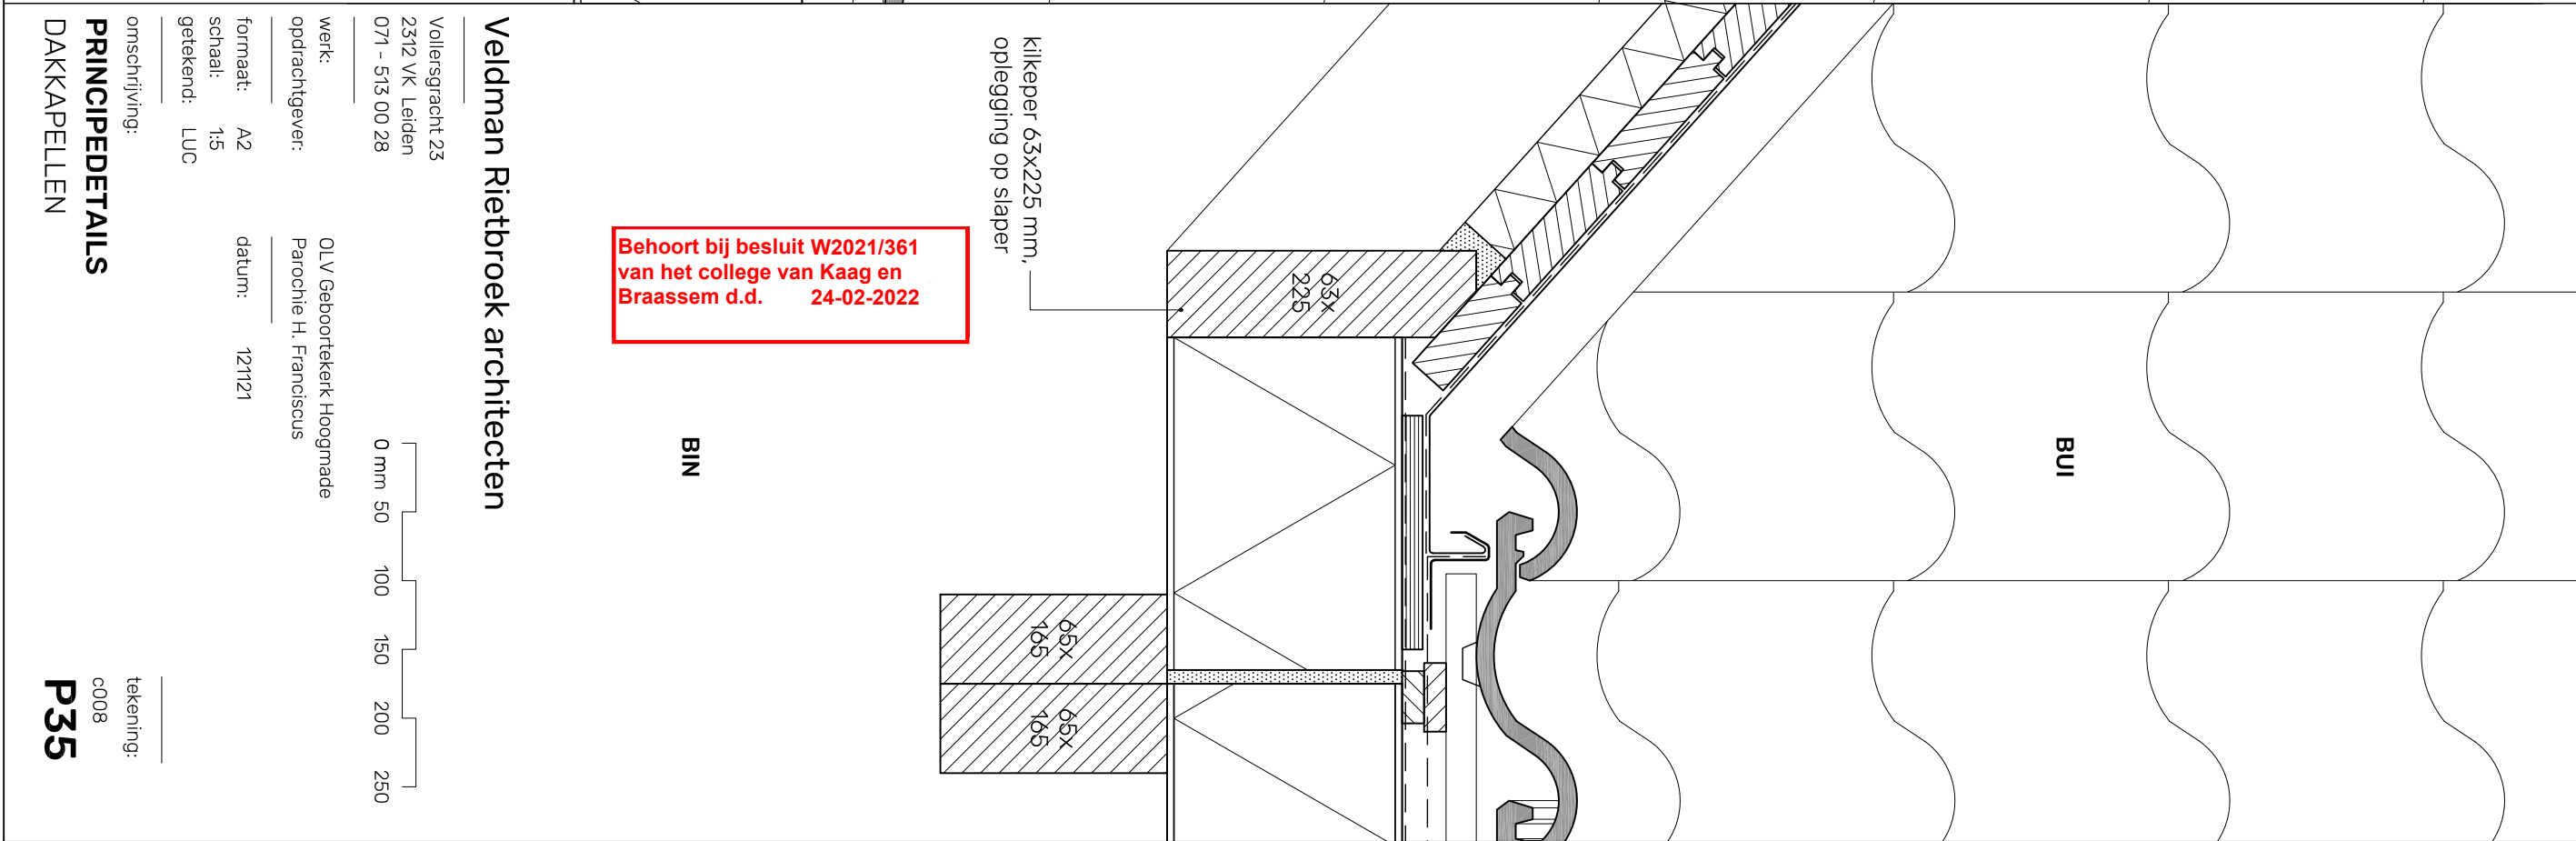 Veldman Rietbroek architecten
Vollersgracht 23
2312 VK Leiden
071 - 513 00 28
werk: OLV Geboortekerk Hoogmade
opdrachtgever: Parochie H. Franciscus
formaat: A2 datum: 121121
schaal: 1:5
getekend: LUC
omschrijving: tekening:
PRINCIPEDETAILS c008
DAKKAPELLEN P35
0 mm 50 100 150 200 250
Behoort bij besluit W2021/361
van het college van Kaag en
Braassem d.d. 24-02-2022
BIN
kilkeper 63x225 mm,
oplegging op slaper
63x
225
65x
165
65x
165
BUI